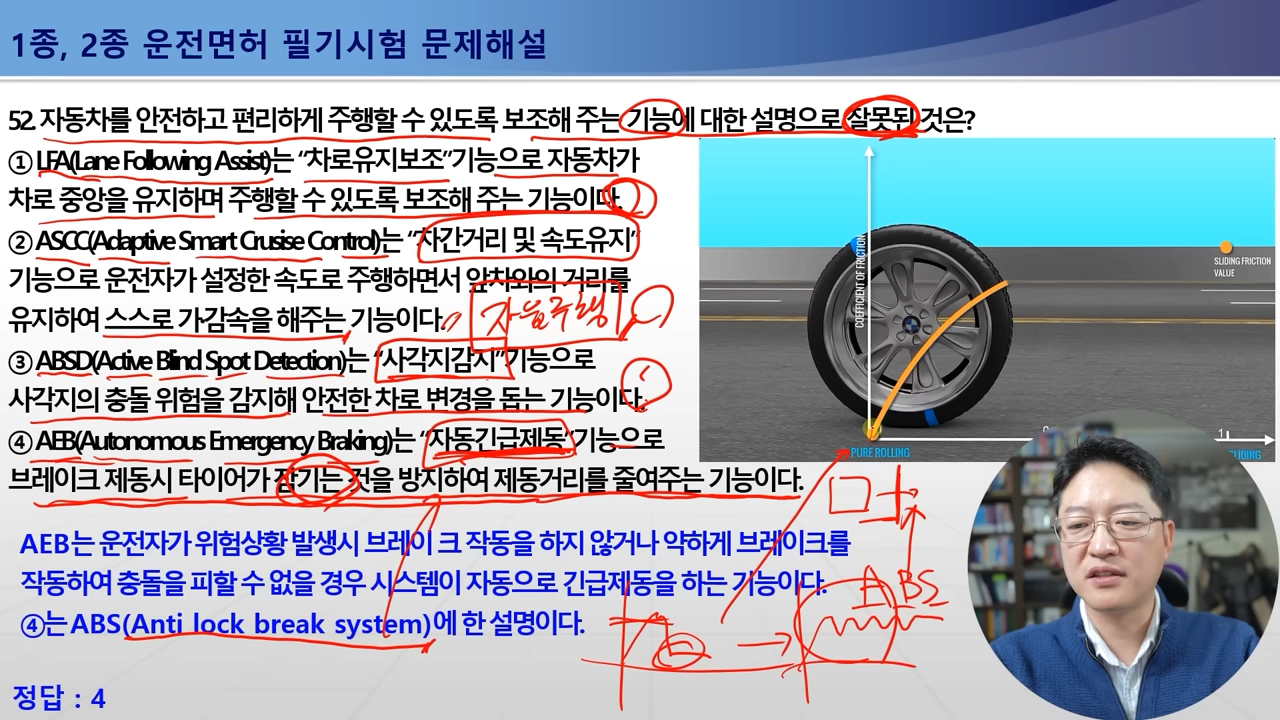 1종, 2종 운전면허 필기시험 문제해설
52. 자동차를 안전하고 편리하게 주행할 수 있도록 보조해 주는 기능에 대한 설명으로 잘못된 것은?
① LFA(Lane Following Assist)는 “차로유지보조”기능으로 자동차가
차로 중앙을 유지하며 주행할 수 있도록 보조해 주는 기능이다.
② ASCC(Adaptive Smart Crusise Control)는 “차간거리 및 속도유지”
기능으로 운전자가 설정한 속도로 주행하면서 앞차와의 거리를
유지하여 스스로 가·감속을 해주는 기능이다.
자율주행
③ ABSD(Active Blind Spot Detection)는 “사각지감지”기능으로
사각지의 충돌 위험을 감지해 안전한 차로 변경을 돕는 기능이다.
④ AEB(Autonomous Emergency Braking)는 “자동긴급제동”기능으로
브레이크 제동시 타이어가 잠기는 것을 방지하여 제동거리를 줄여주는 기능이다.
COEFFICIENT OF FRICTION
SLIDING FRICTION
VALUE
PURE ROLLING
1
AEB는 운전자가 위험상황 발생시 브레이 크 작동을 하지 않거나 약하게 브레이크를
작동하여 충돌을 피할 수 없을 경우 시스템이 자동으로 긴급제동을 하는 기능이다.
④는 ABS(Anti lock break system)에 한 설명이다.
ABS
정답 : 4